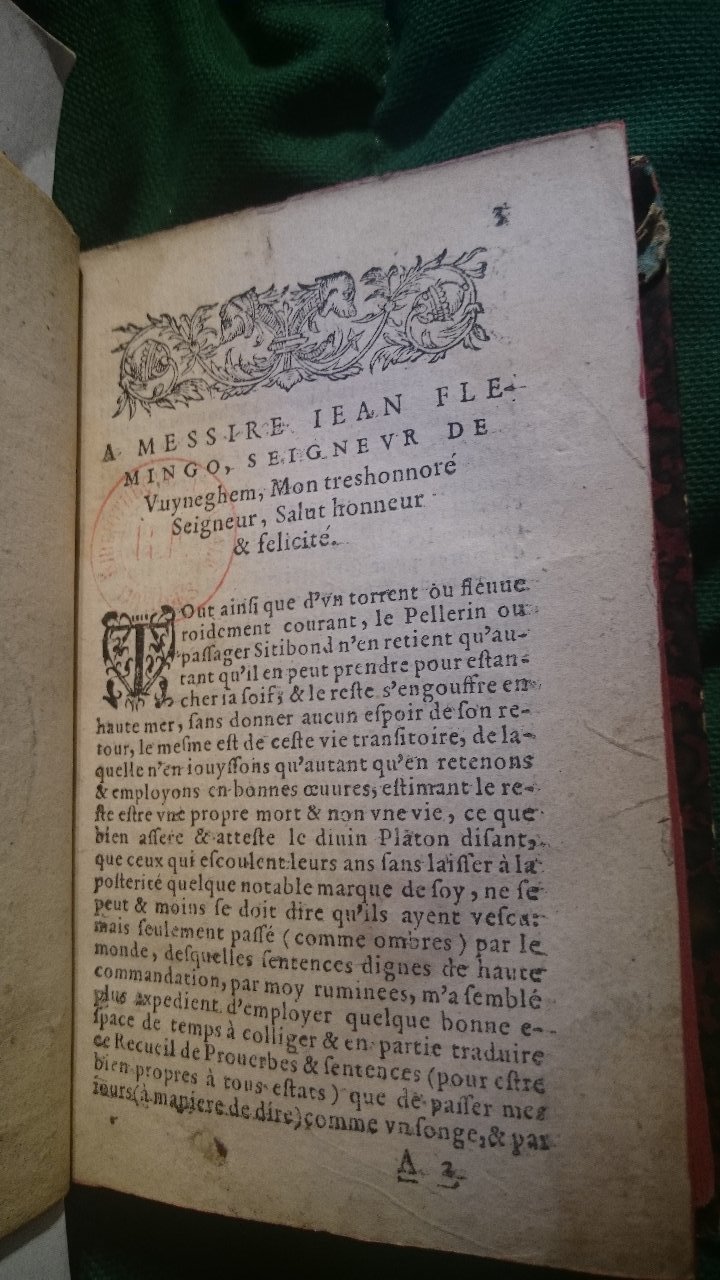 3
A MESSIRE IEAN FLE-
MINGO, SEIGNEVR DE
Vuyneghem, Mon treshonnoré
Seigneur, Salut honneur
& felicité.
TOut ainſi que d'vn torrent ou fleuue
roidement courant, le Pellerin ou
paſſager Sitibond n'en retient qu'au-
tant qu'il en peut prendre pour eſtan-
cher ſa ſoif, & le reſte s'engouffre en
haute mer, ſans donner aucun eſpoir de ſon re-
tour, le meſme eſt de ceſte vie tranſitoire, de la-
quelle n'en iouyſſons qu'autant qu'en retenons
& employons en bonnes œuures, eſtimant le re-
ſte eſtre vne propre mort & non vne vie, ce que
bien aſſere & atteſte le diuin Platon diſant,
que ceux qui eſcoulent leurs ans ſans laiſſer à la
poſterité quelque notable marque de ſoy, ne ſe
peut & moins ſe doit dire qu'ils ayent veſcu:
mais ſeulement paſſé (comme ombres) par le
monde, deſquelles ſentences dignes de haute
commandation, par moy ruminees, m'a ſemblé
plus expedient d'employer quelque bonne e-
ſpace de temps à colliger & en partie traduire
ce Recueil de Prouerbes & ſentences (pour eſtre
bien propres à tous eſtats) que de paſſer mes
iours (à maniere de dire) comme vn ſonge, & par
A 2